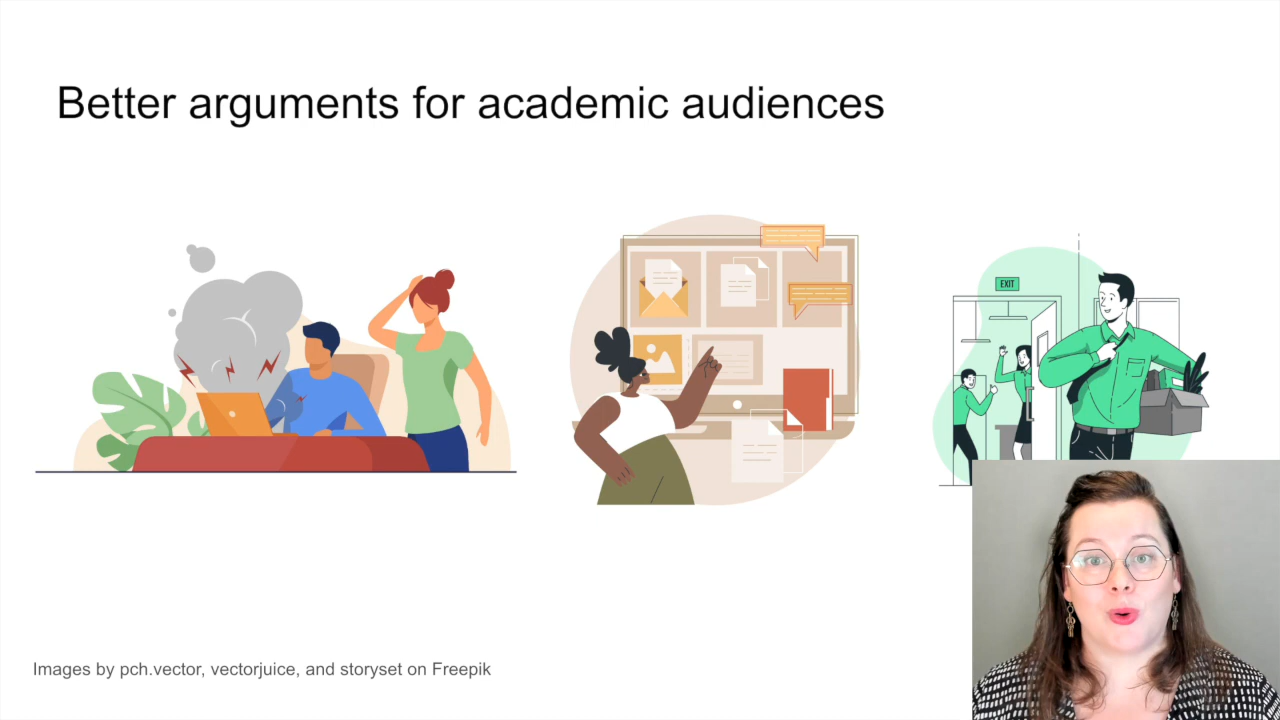 Better arguments for academic audiences
EXIT
Images by pch.vector, vectorjuice, and storyset on Freepik